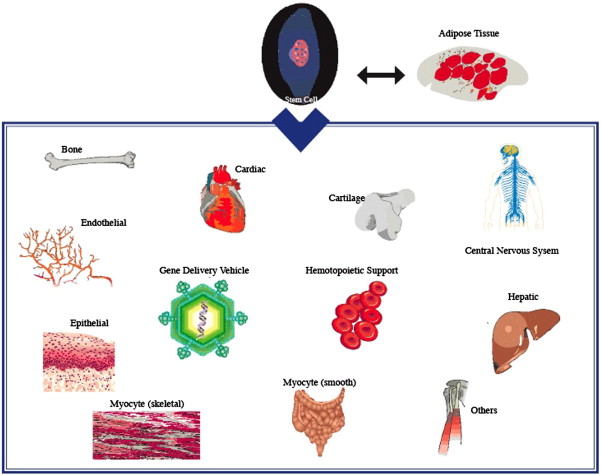 Adipose Tissue
Stem Cell
Bone
Cardiac
Cartilage
Endothelial
Central Nervous Sysem
Gene Delivery Vehicle
Hemotopoietic Support
Hepatic
Epithelial
Myocyte (smooth)
Myocyte (skeletal)
Others